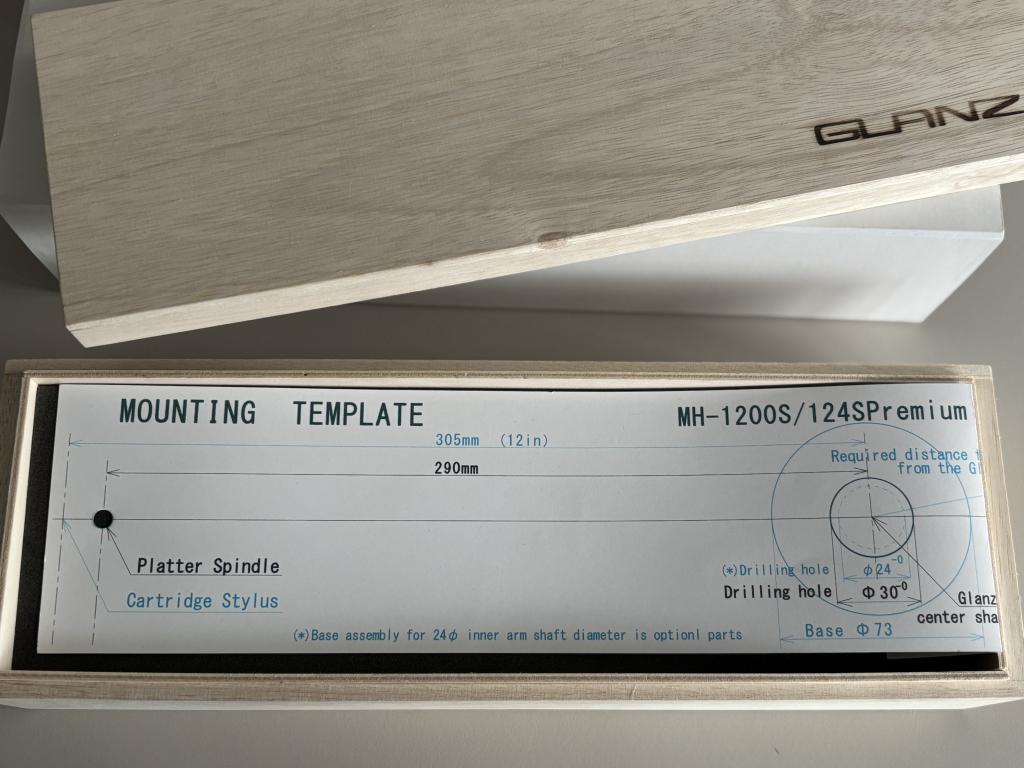 GLANZ
MOUNTING TEMPLATE
MH-1200S/124SPremium
305mm (12in)
290mm
Required distance
from the
Platter Spindle
Cartridge Stylus
(*)Drilling hole φ24-0
Drilling hole Φ30-0
Glanz
center
Base Φ73
(*)Base assembly for 24φ inner arm shaft diameter is optionl parts